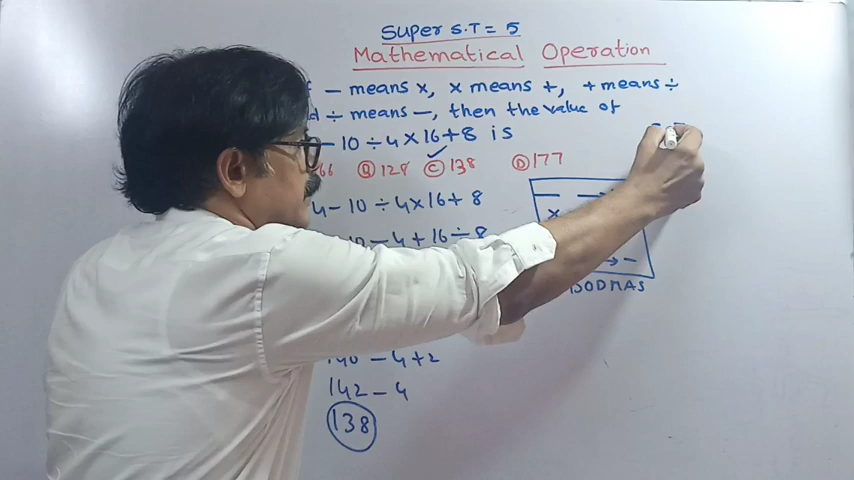 Super S.T = 5
Mathematical Operation
- means ×, × means +, + means ÷
÷ means -, then the value of
- 10 ÷ 4 × 16 + 8 is
66 B 128 C 138 D 177
4 - 10 ÷ 4 × 16 + 8
- 4 + 16 ÷ 8
×
→ -
BODMAS
140 - 4 + 2
142 - 4
138